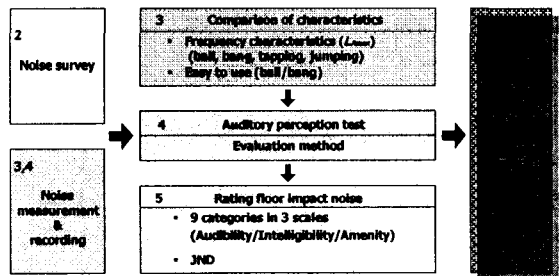 2
Noise survey
3,4
Noise
measurement
&
recording
3 Comparison of characteristics
• Frequency characteristics
(ball, bang, tapping, jumping)
• Easy to use (ball/bang)
4 Auditory perception test
Evaluation method
5 Rating floor impact noise
• 9 categories in 3 scales
(Audibility/Intelligibility/Amenity)
• JND